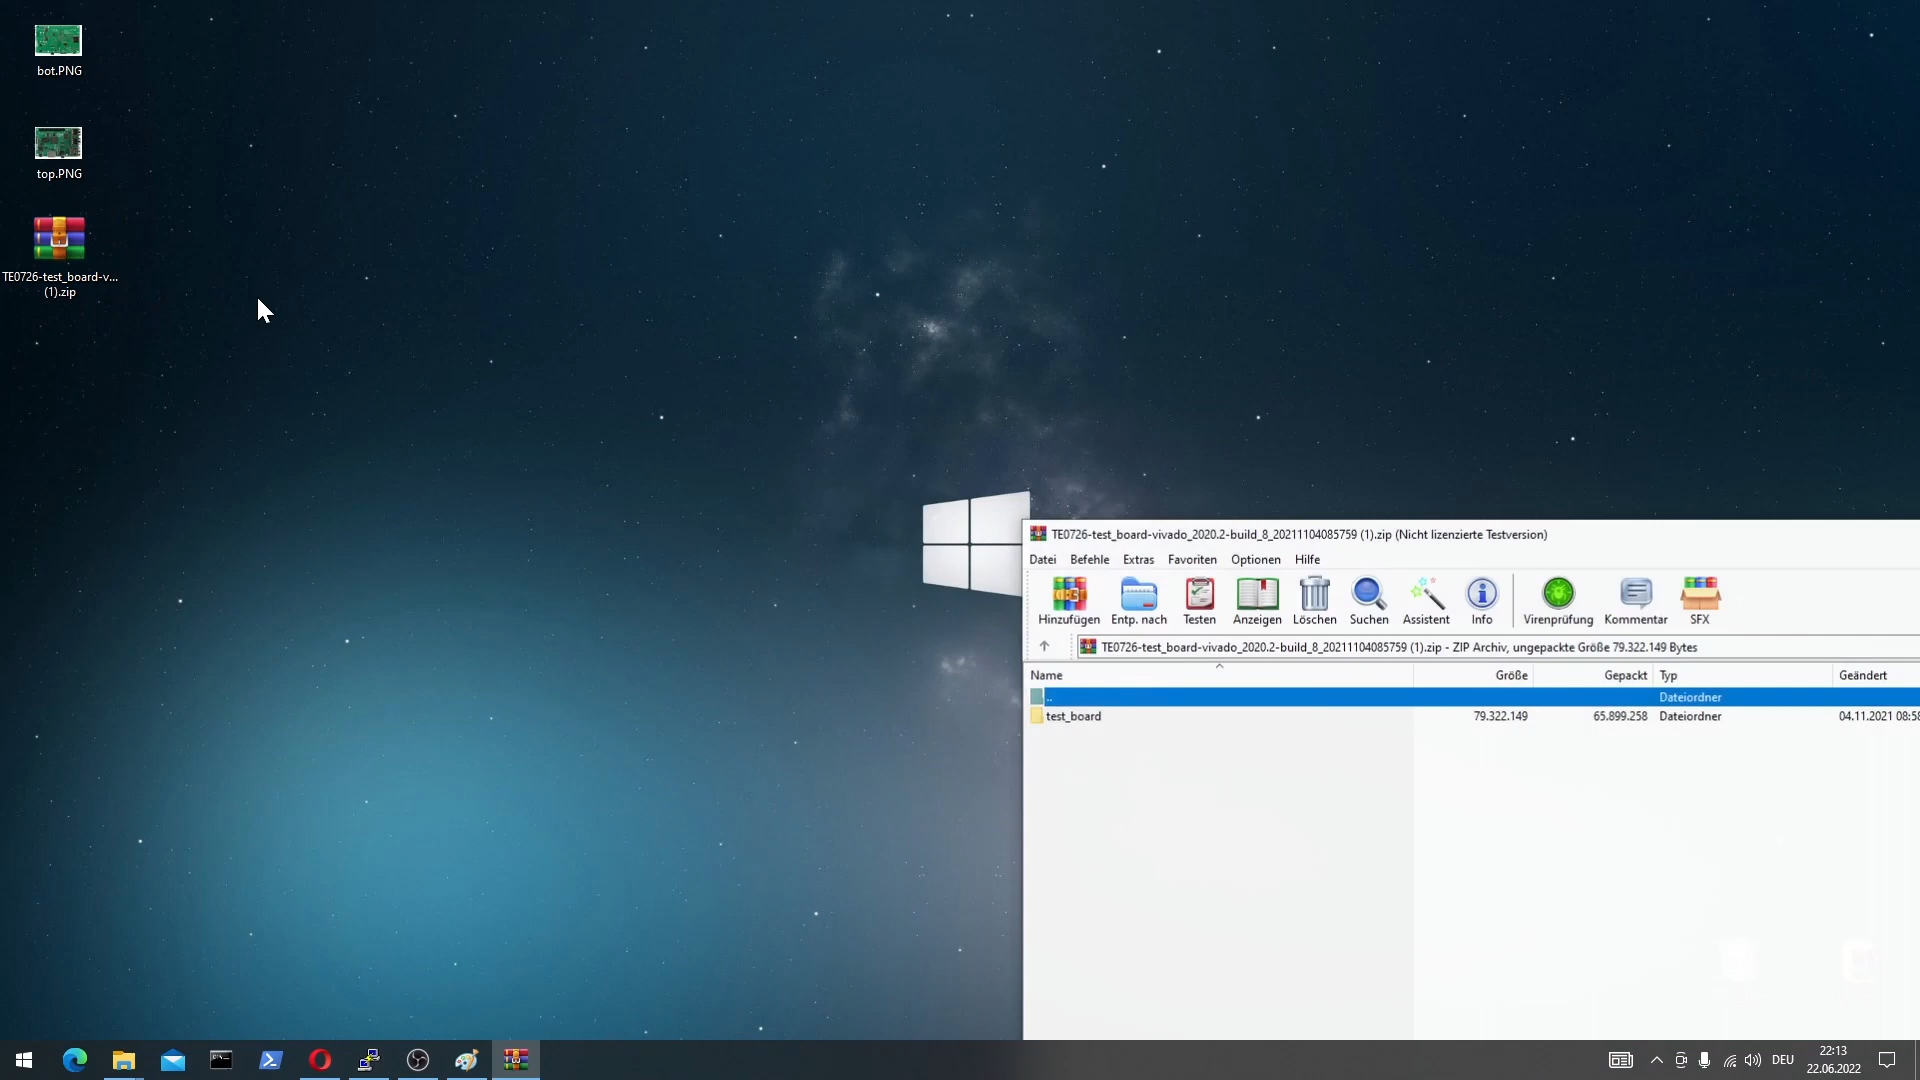 bot.PNG
top.PNG
TE0726-test_board-v...
(1).zip
TE0726-test_board-vivado_2020.2-build_8_20211104085759 (1).zip (Nicht lizenzierte Testversion)
Datei Befehle Extras Favoriten Optionen Hilfe
Hinzufügen Entp. nach Testen Anzeigen Löschen Suchen Assistent Info Virenprüfung Kommentar SFX
TE0726-test_board-vivado_2020.2-build_8_20211104085759 (1).zip - ZIP Archiv, ungepackte Größe 79.322.149 Bytes
Name Größe Gepackt Typ Geändert
.. Dateiordner
test_board 79.322.149 65.899.258 Dateiordner 04.11.2021 08:58
DEU
22:13
22.06.2022